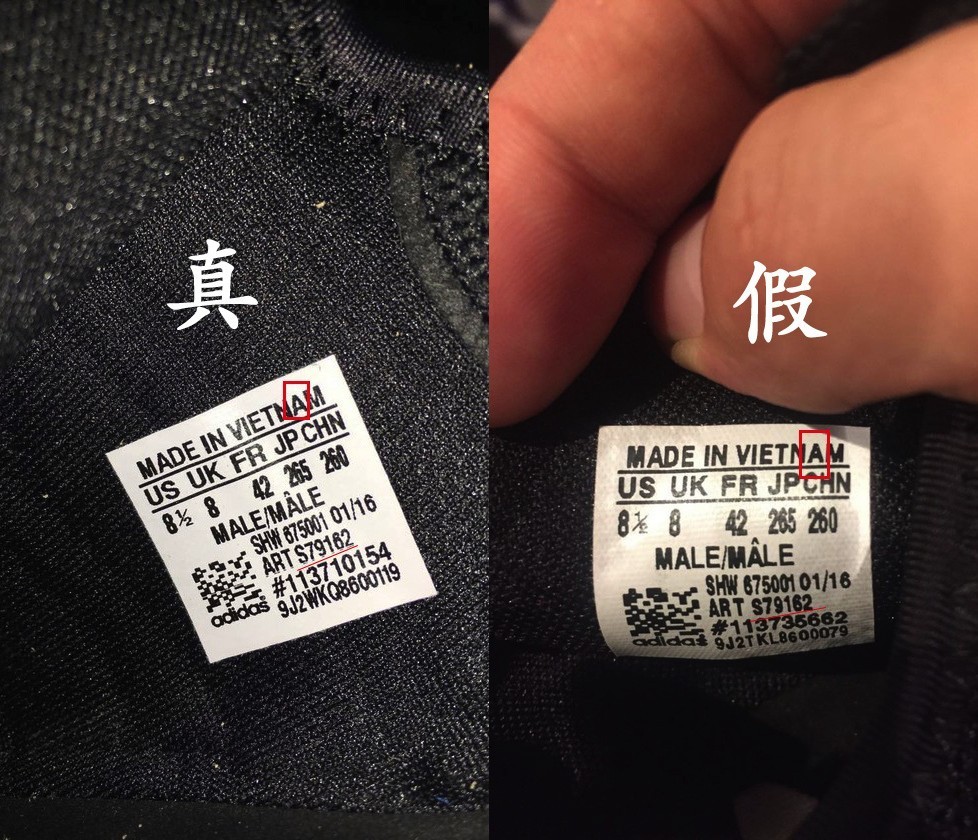 真
MADE IN VIETNAM
US UK FR JP CHN
8½ 8 42 265 260
MALE/MÂLE
SHW 675001 01/16
ART S79162
#113710154
9J2WKQ8600119
adidas
假
MADE IN VIETNAM
US UK FR JP CHN
8½ 8 42 265 260
MALE/MÂLE
SHW 675001 01/16
ART S79162
#113735662
9J2TKL8600079
adidas